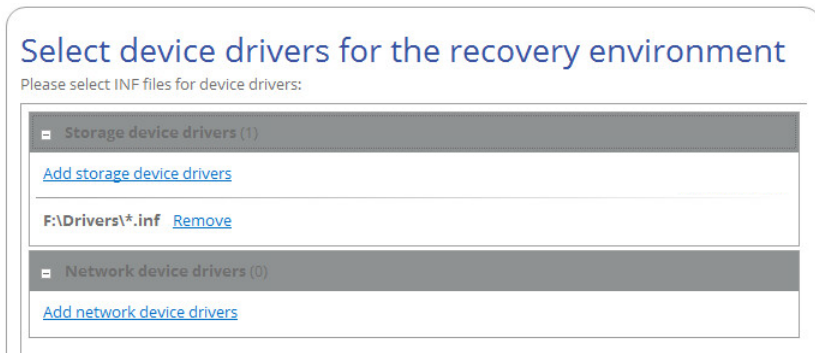 Select device drivers for the recovery environment
Please select INF files for device drivers:
Storage device drivers (1)
Add storage device drivers
F:\Drivers\*.inf Remove
Network device drivers (0)
Add network device drivers